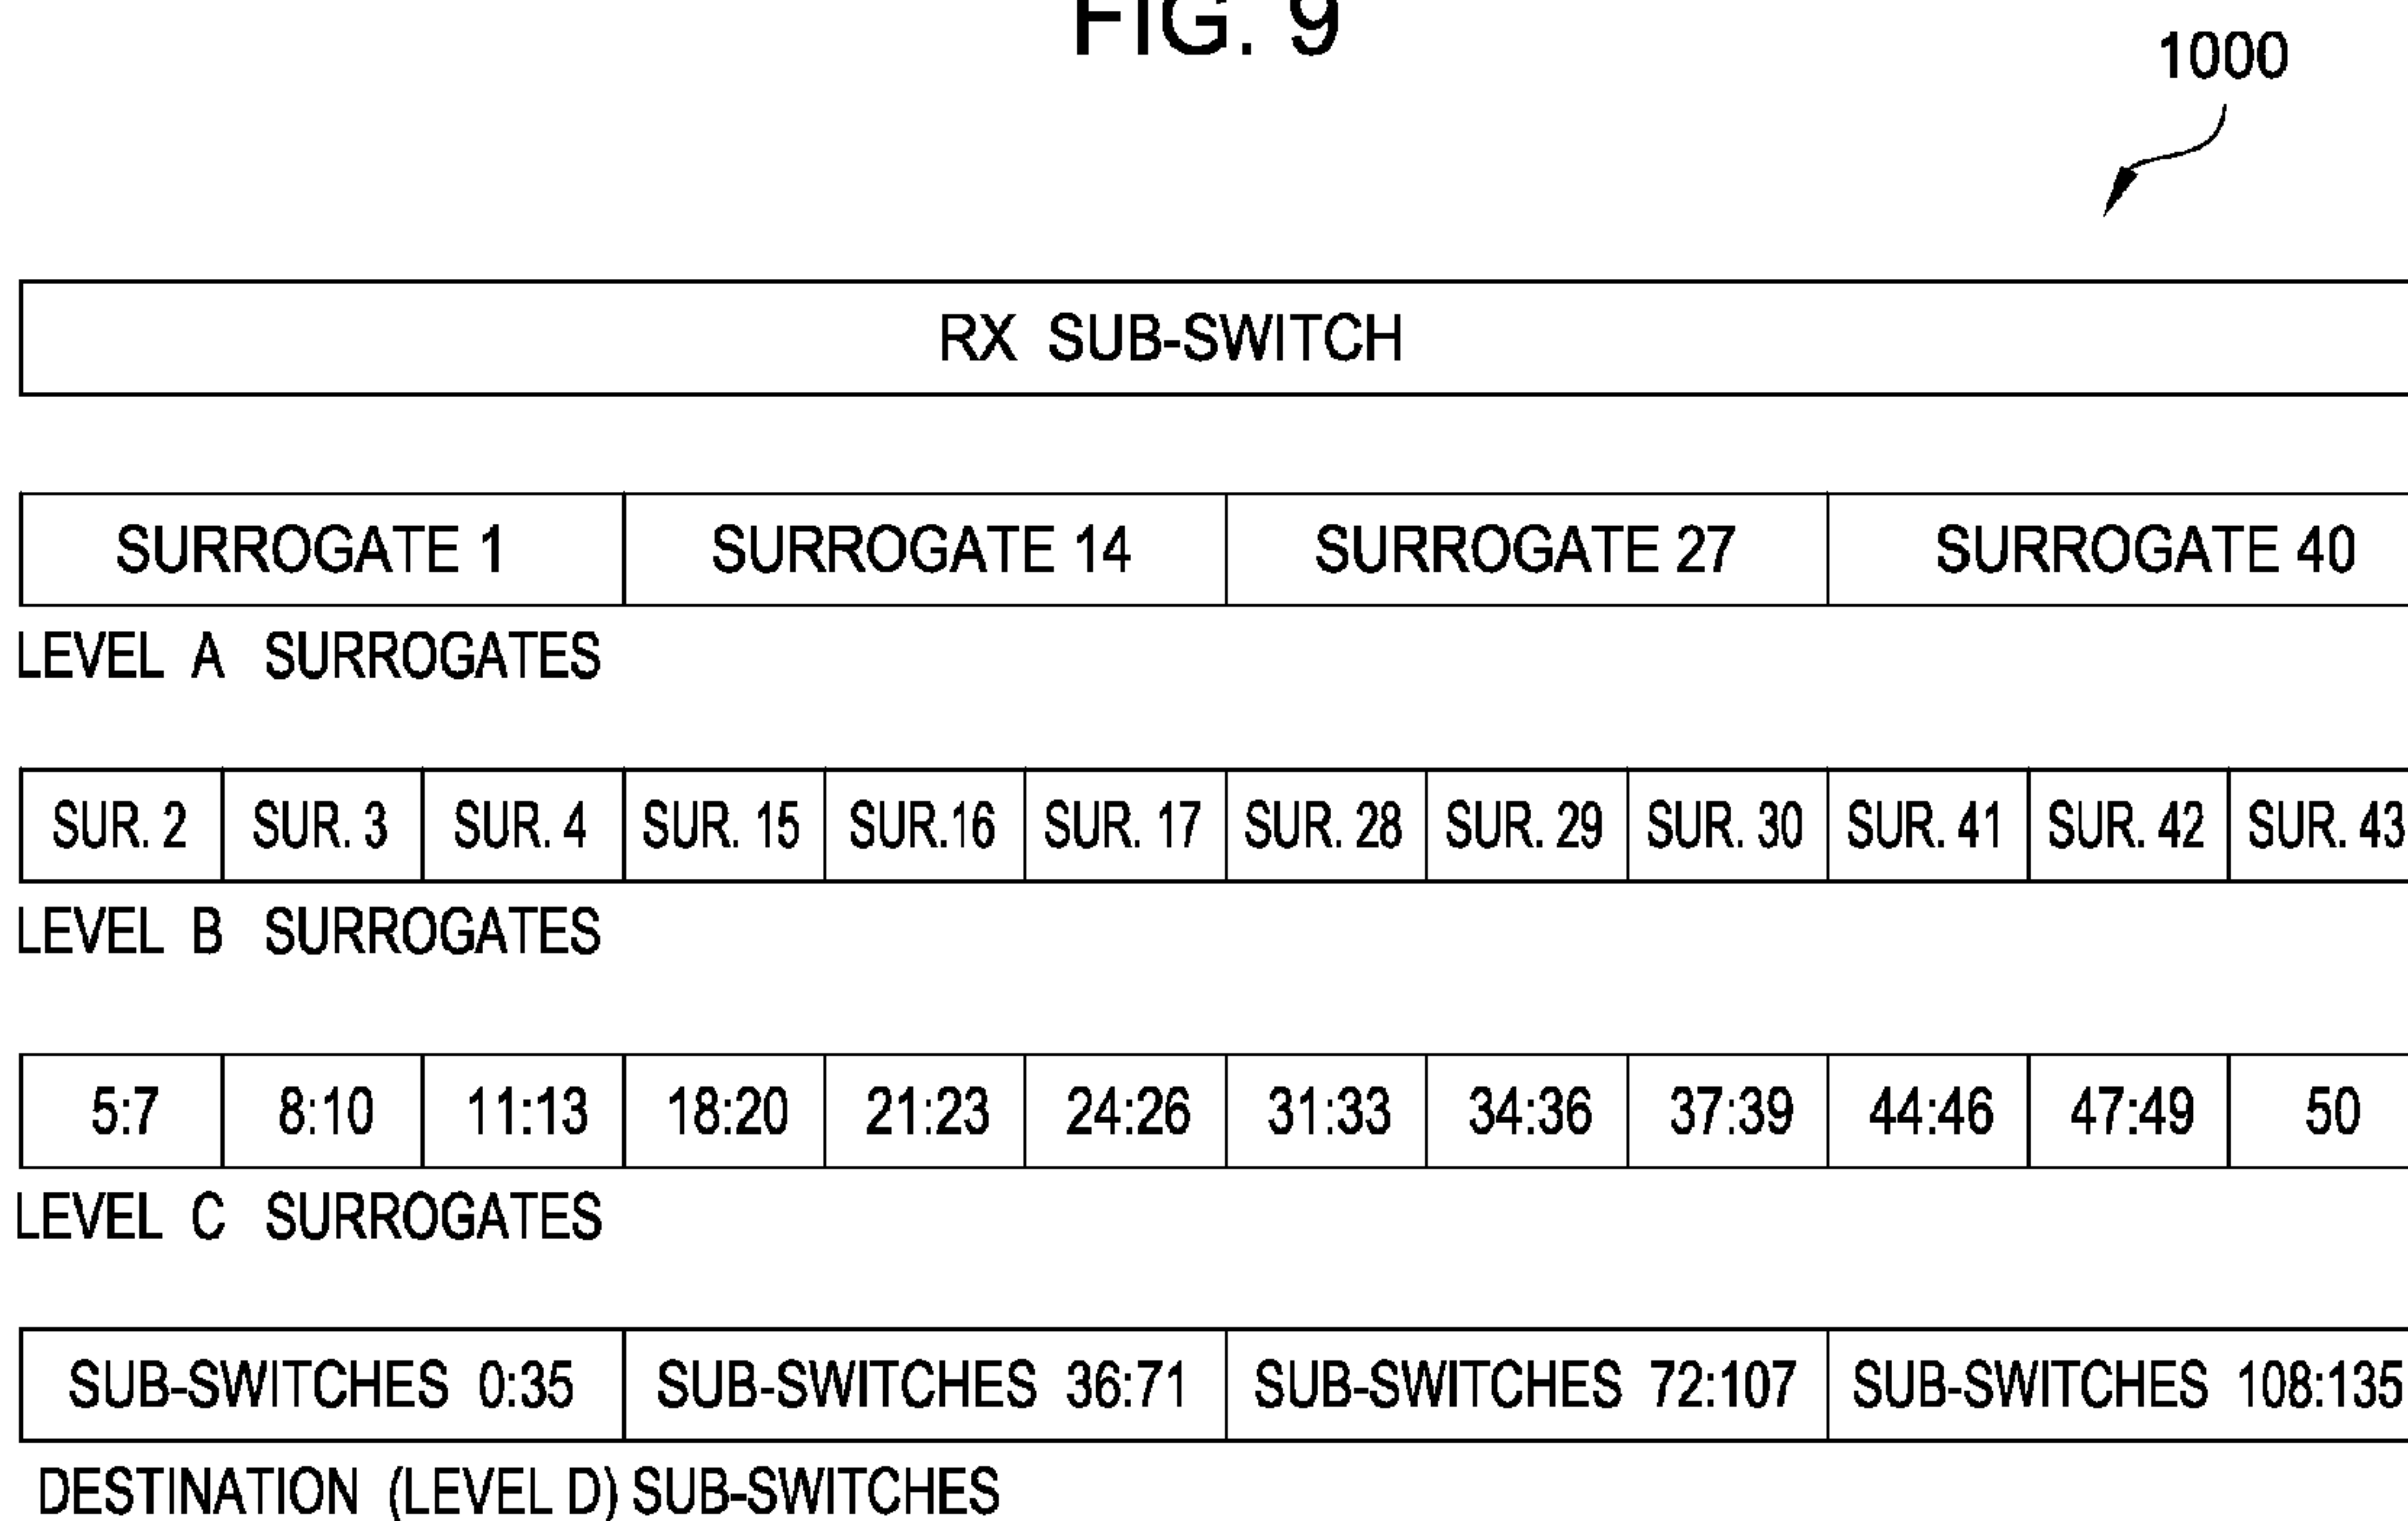 FIG. 9
1000
RX SUB-SWITCH
SURROGATE 1 SURROGATE 14 SURROGATE 27 SURROGATE 40
LEVEL A SURROGATES
SUR. 2 SUR. 3 SUR. 4 SUR. 15 SUR.16 SUR. 17 SUR. 28 SUR. 29 SUR. 30 SUR. 41 SUR. 42 SUR. 43
LEVEL B SURROGATES
5:7 8:10 11:13 18:20 21:23 24:26 31:33 34:36 37:39 44:46 47:49 50
LEVEL C SURROGATES
SUB-SWITCHES 0:35 SUB-SWITCHES 36:71 SUB-SWITCHES 72:107 SUB-SWITCHES 108:135
DESTINATION (LEVEL D) SUB-SWITCHES